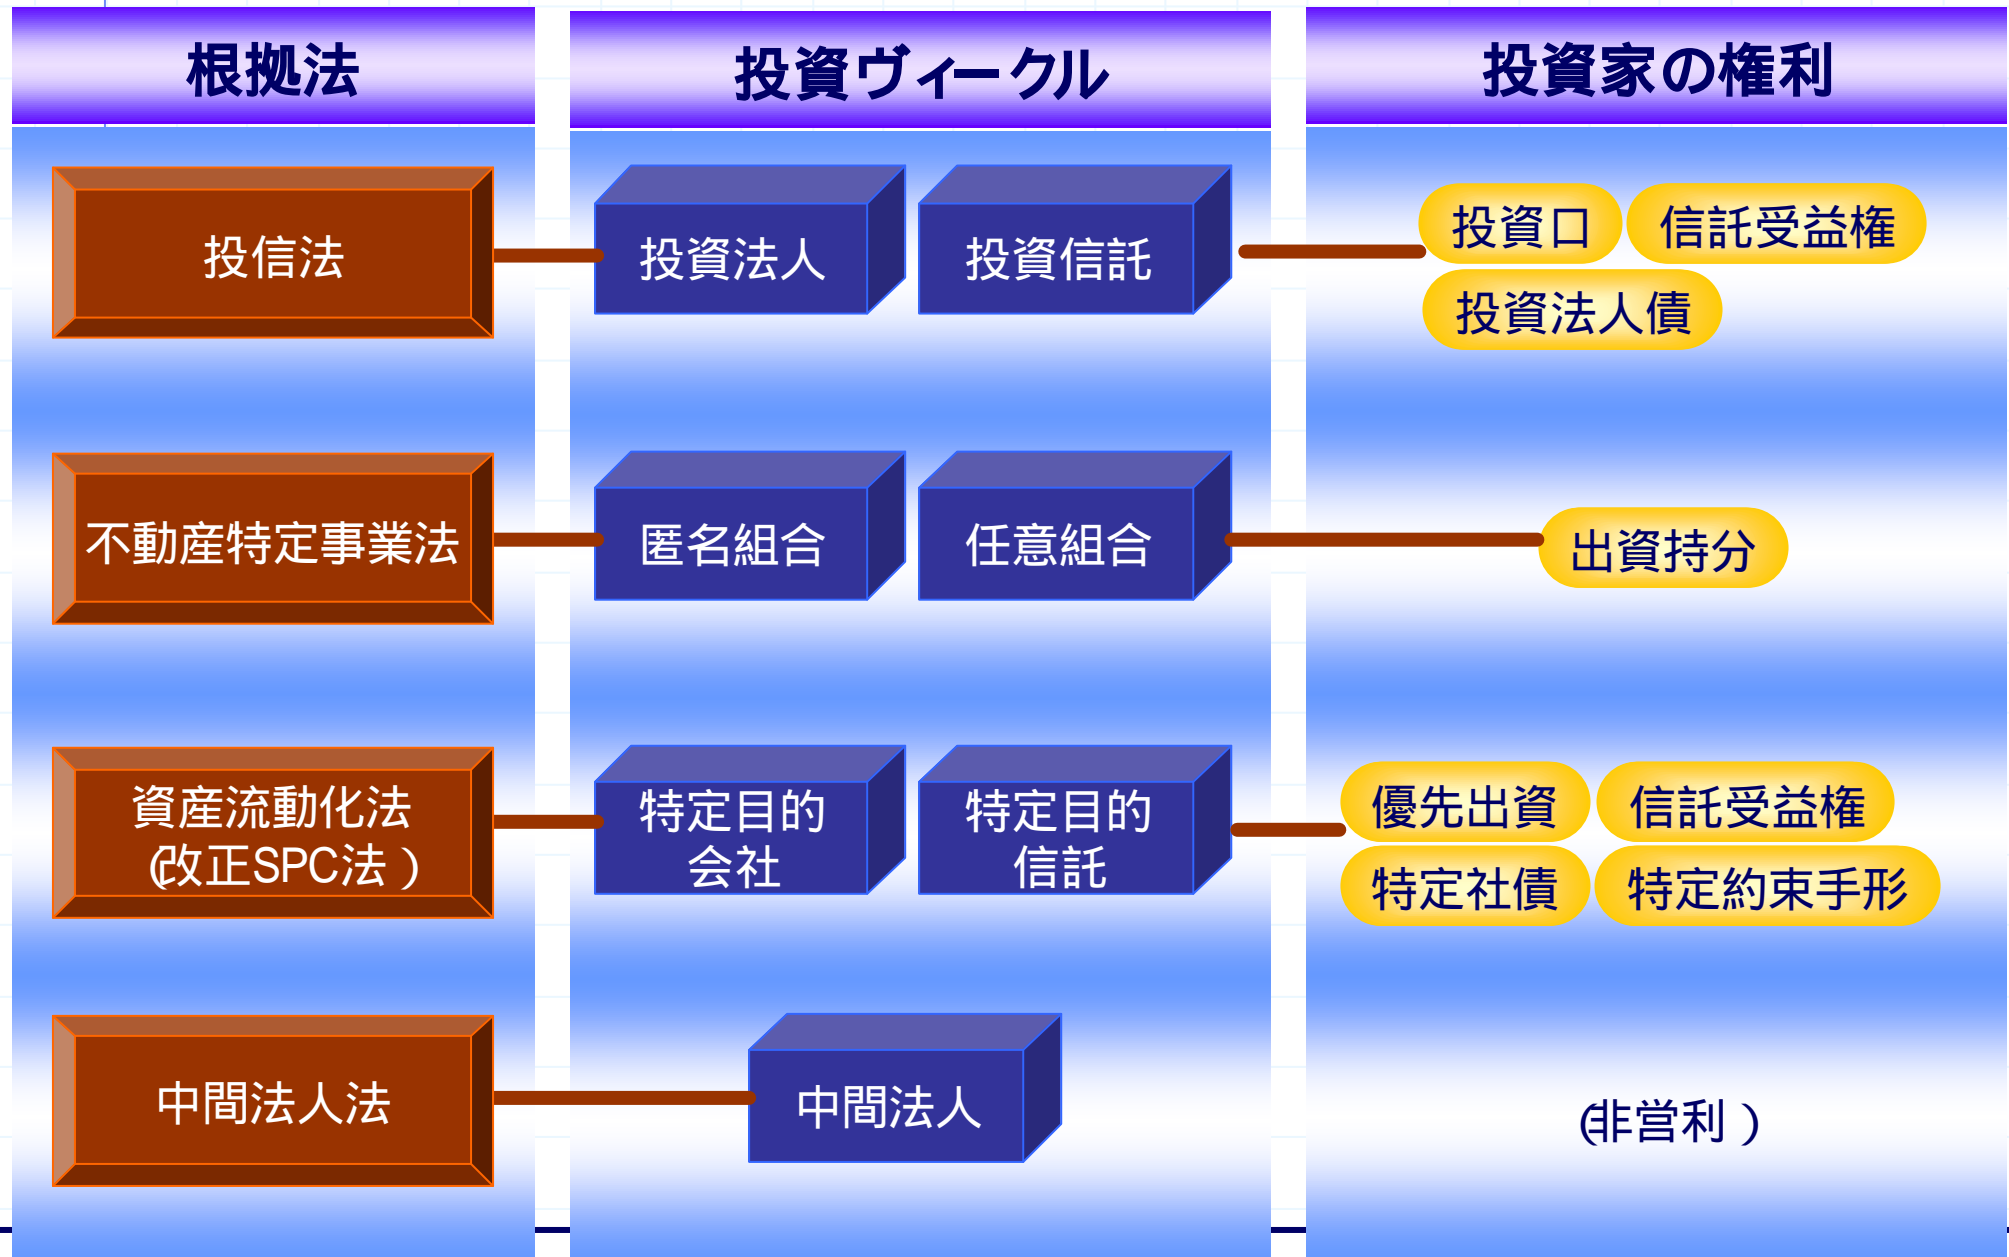 根拠法
投資ヴィークル
投資家の権利
投信法
投資法人
投資信託
投資口
信託受益権
投資法人債
不動産特定事業法
匿名組合
任意組合
出資持分
資産流動化法
（改正SPC法）
特定目的
会社
特定目的
信託
優先出資
信託受益権
特定社債
特定約束手形
中間法人法
中間法人
（非営利）